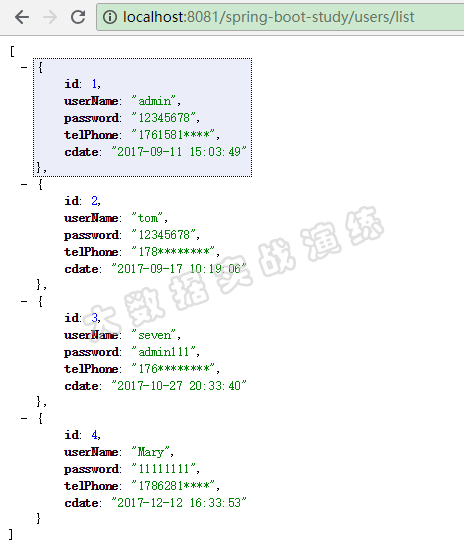 localhost:8081/spring-boot-study/users/list
[
– {
id: 1,
userName: "admin",
password: "12345678",
telPhone: "1761581****",
cdate: "2017-09-11 15:03:49"
},
– {
id: 2,
userName: "tom",
password: "12345678",
telPhone: "178********",
cdate: "2017-09-17 10:19:06"
},
– {
id: 3,
userName: "seven",
password: "admin111",
telPhone: "176********",
cdate: "2017-10-27 20:33:40"
},
– {
id: 4,
userName: "Mary",
password: "11111111",
telPhone: "1786281****",
cdate: "2017-12-12 16:33:53"
}
]
大数据实战演练